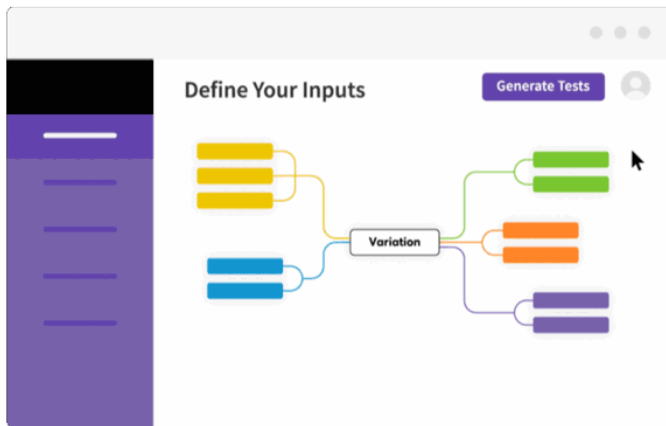 Define Your Inputs
Generate Tests
Variation